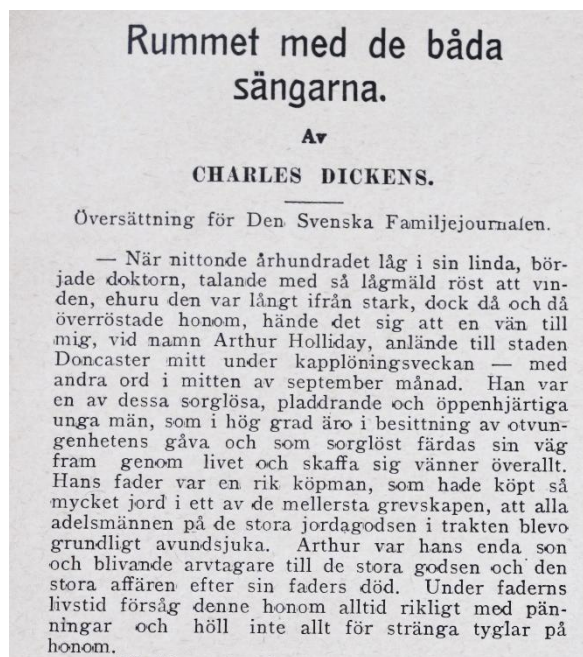 Rummet med de båda
sängarna.
Av
CHARLES DICKENS.
Översättning för Den Svenska Familjejournalen.
— När nittonde århundradet låg i sin linda, bör-
jade doktorn, talande med så lågmäld röst att vin-
den, ehuru den var långt ifrån stark, dock då och då
överröstade honom, hände det sig att en vän till
mig, vid namn Arthur Holliday, anlände till staden
Doncaster mitt under kapplöningsveckan — med
andra ord i mitten av september månad. Han var
en av dessa sorglösa, pladdrande och öppenhjärtiga
unga män, som i hög grad äro i besittning av otvun-
genhetens gåva och som sorglöst färdas sin väg
fram genom livet och skaffa sig vänner överallt.
Hans fader var en rik köpman, som hade köpt så
mycket jord i ett av de mellersta grevskapen, att alla
adelsmännen på de stora jordagodsen i trakten blevo
grundligt avundsjuka. Arthur var hans enda son
och blivande arvtagare till de stora godsen och den
stora affären efter sin faders död. Under faderns
livstid försåg denne honom alltid rikligt med pän-
ningar och höll inte allt för stränga tyglar på
honom.